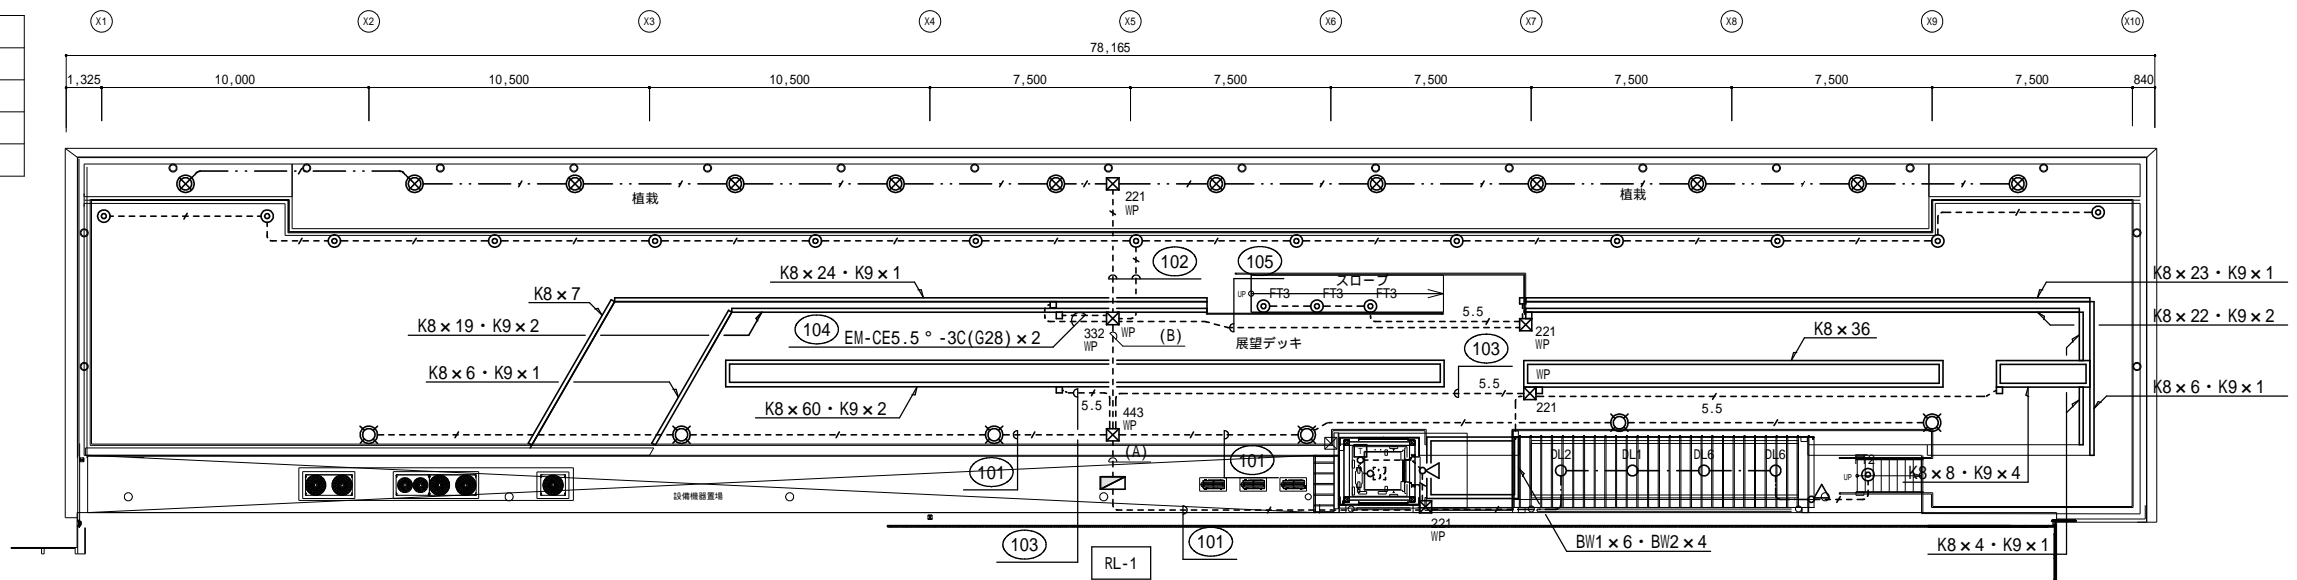 X1 X2 X3 X4 X5 X6 X7 X8 X9 X10
78,165
1,325 10,000 10,500 10,500 7,500 7,500 7,500 7,500 7,500 7,500 840
植栽
植栽
221
WP
102
105
K8×24・K9×1
スロープ
K8×23・K9×1
K8×7
UP
FT3 FT3 FT3
K8×19・K9×2
104
EM-CE5.5°-3C(G28)×2
332
WP
WP
(B)
5.5
221
WP
K8×22・K9×2
展望デッキ
103
K8×36
K8×6・K9×1
WP
K8×6・K9×1
K8×60・K9×2
5.5
5.5
221
5.5
443
WP
(A)
101
101
DL2 DL1 DL6 DL6
UP
K8×8・K9×4
設備機器置場
221
WP
103
101
BW1×6・BW2×4
K8×4・K9×1
RL-1